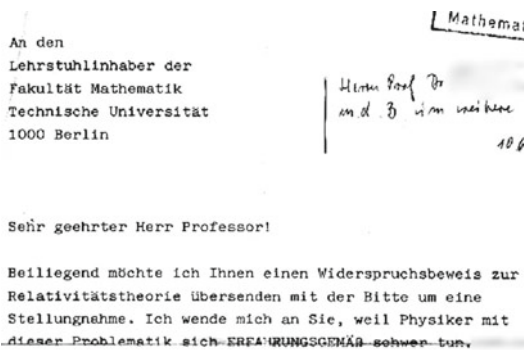 Mathemat
An den
Lehrstuhlinhaber der
Fakultät Mathematik
Technische Universität
1000 Berlin
Herrn Prof Dr
m.d. B um weitere
Sehr geehrter Herr Professor!
Beiliegend möchte ich Ihnen einen Widerspruchsbeweis zur
Relativitätstheorie übersenden mit der Bitte um eine
Stellungnahme. Ich wende mich an Sie, weil Physiker mit
dieser Problematik sich ERFAHRUNGSGEMÄß schwer tun.